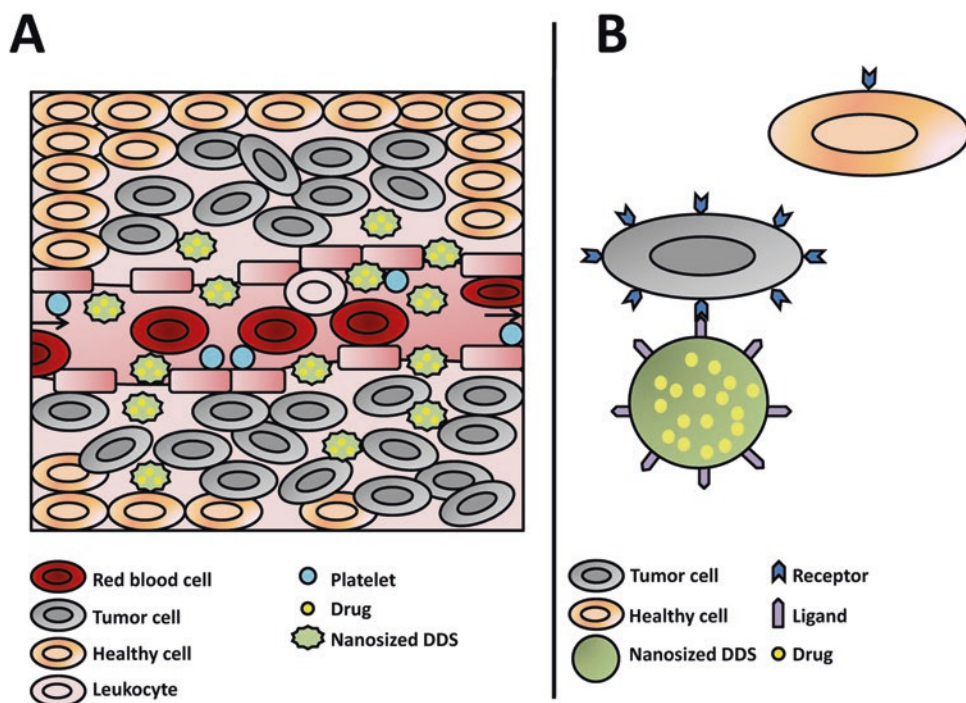 A
B
Red blood cell
Tumor cell
Healthy cell
Leukocyte
Platelet
Drug
Nanosized DDS
Tumor cell
Healthy cell
Nanosized DDS
Receptor
Ligand
Drug